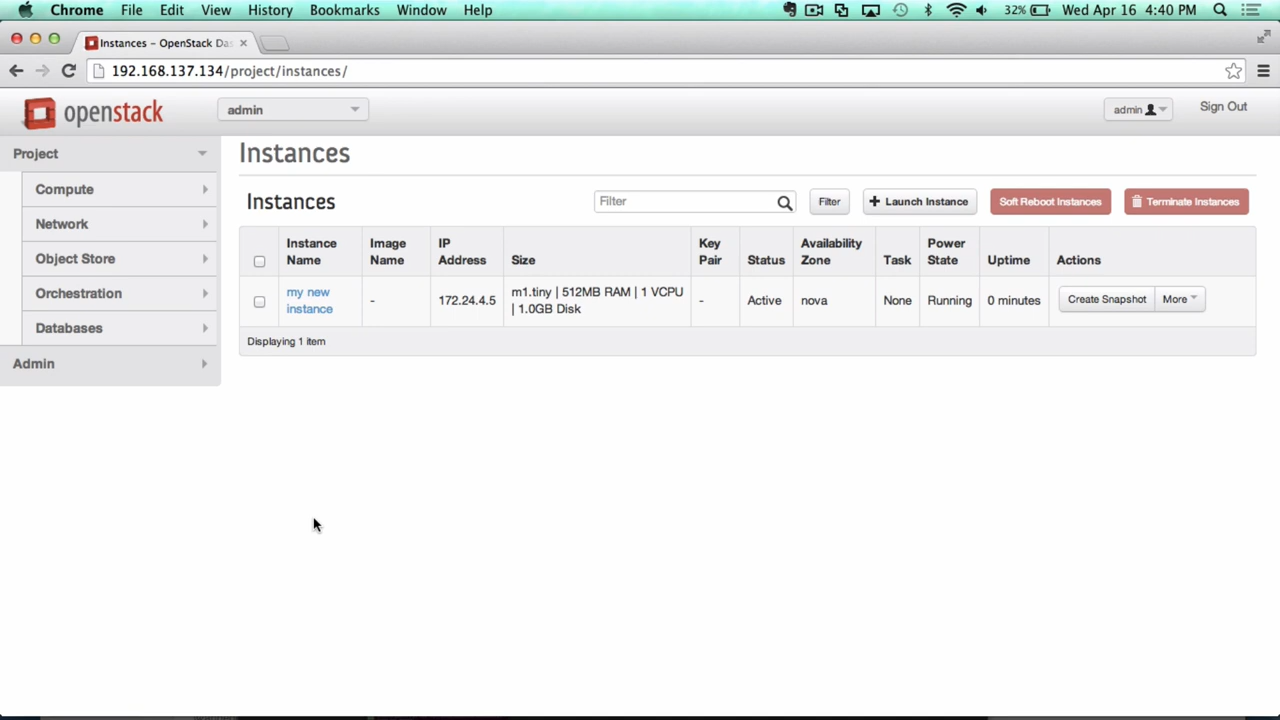 Chrome File Edit View History Bookmarks Window Help 32% Wed Apr 16 4:40 PM
Instances – OpenStack Das
192.168.137.134/project/instances/
openstack admin admin Sign Out
Project
Compute
Network
Object Store
Orchestration
Databases
Admin
Instances
Instances Filter Filter + Launch Instance Soft Reboot Instances Terminate Instances
Instance Name Image Name IP Address Size Key Pair Status Availability Zone Task Power State Uptime Actions
my new instance - 172.24.4.5 m1.tiny | 512MB RAM | 1 VCPU | 1.0GB Disk - Active nova None Running 0 minutes Create Snapshot More
Displaying 1 item